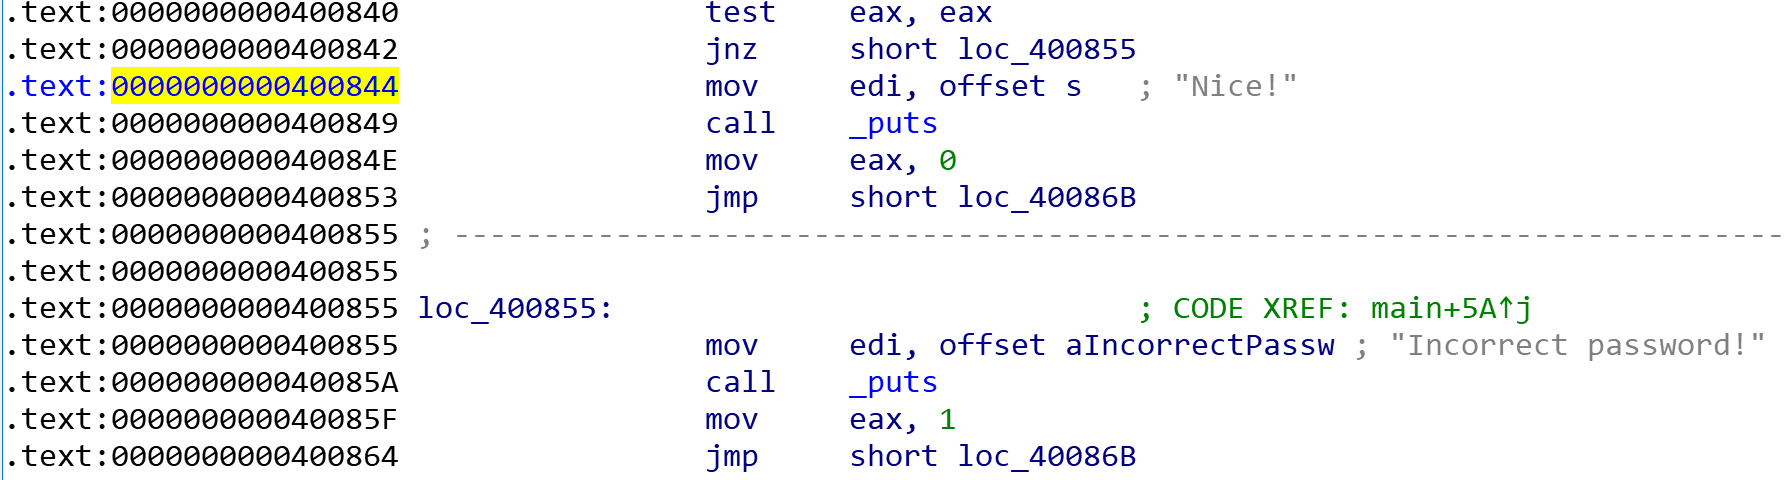 .text:0000000000400840 test eax, eax
.text:0000000000400842 jnz short loc_400855
.text:0000000000400844 mov edi, offset s ; "Nice!"
.text:0000000000400849 call _puts
.text:000000000040084E mov eax, 0
.text:0000000000400853 jmp short loc_40086B
.text:0000000000400855 ; ---------------------------------------------------------------------------
.text:0000000000400855
.text:0000000000400855 loc_400855: ; CODE XREF: main+5A↑j
.text:0000000000400855 mov edi, offset aIncorrectPassw ; "Incorrect password!"
.text:000000000040085A call _puts
.text:000000000040085F mov eax, 1
.text:0000000000400864 jmp short loc_40086B